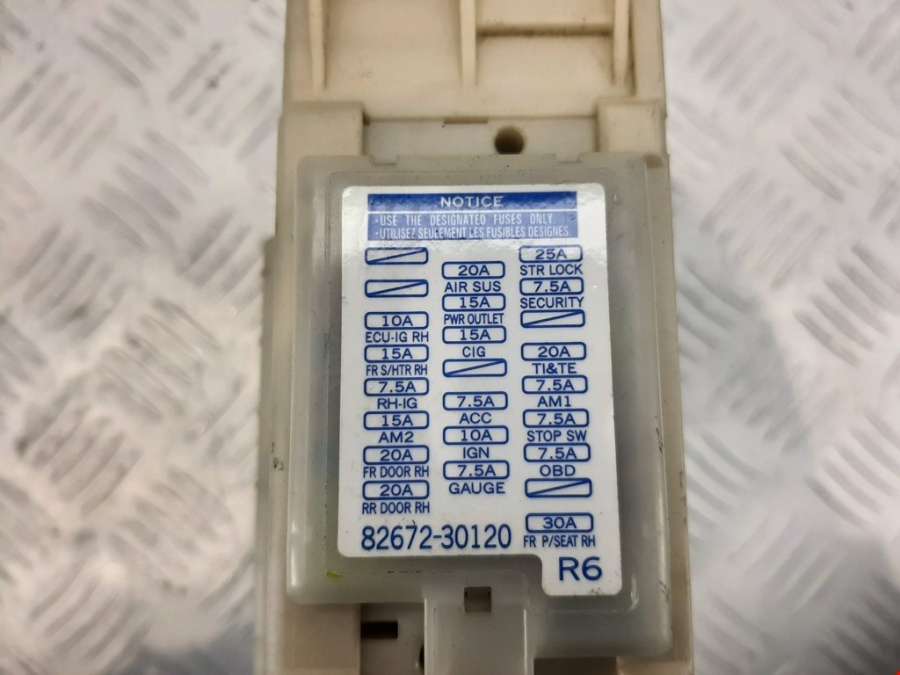 NOTICE
·USE THE DESIGNATED FUSES ONLY.
·UTILISEZ SEULEMENT LES FUSIBLES DESIGNES.
10A
ECU-IG RH
15A
FR S/HTR RH
7.5A
RH-IG
15A
AM2
20A
FR DOOR RH
20A
RR DOOR RH
20A
AIR SUS
15A
PWR OUTLET
15A
CIG
7.5A
ACC
10A
IGN
7.5A
GAUGE
25A
STR LOCK
7.5A
SECURITY
20A
TI&TE
7.5A
AM1
7.5A
STOP SW
7.5A
OBD
30A
FR P/SEAT RH
82672-30120
R6